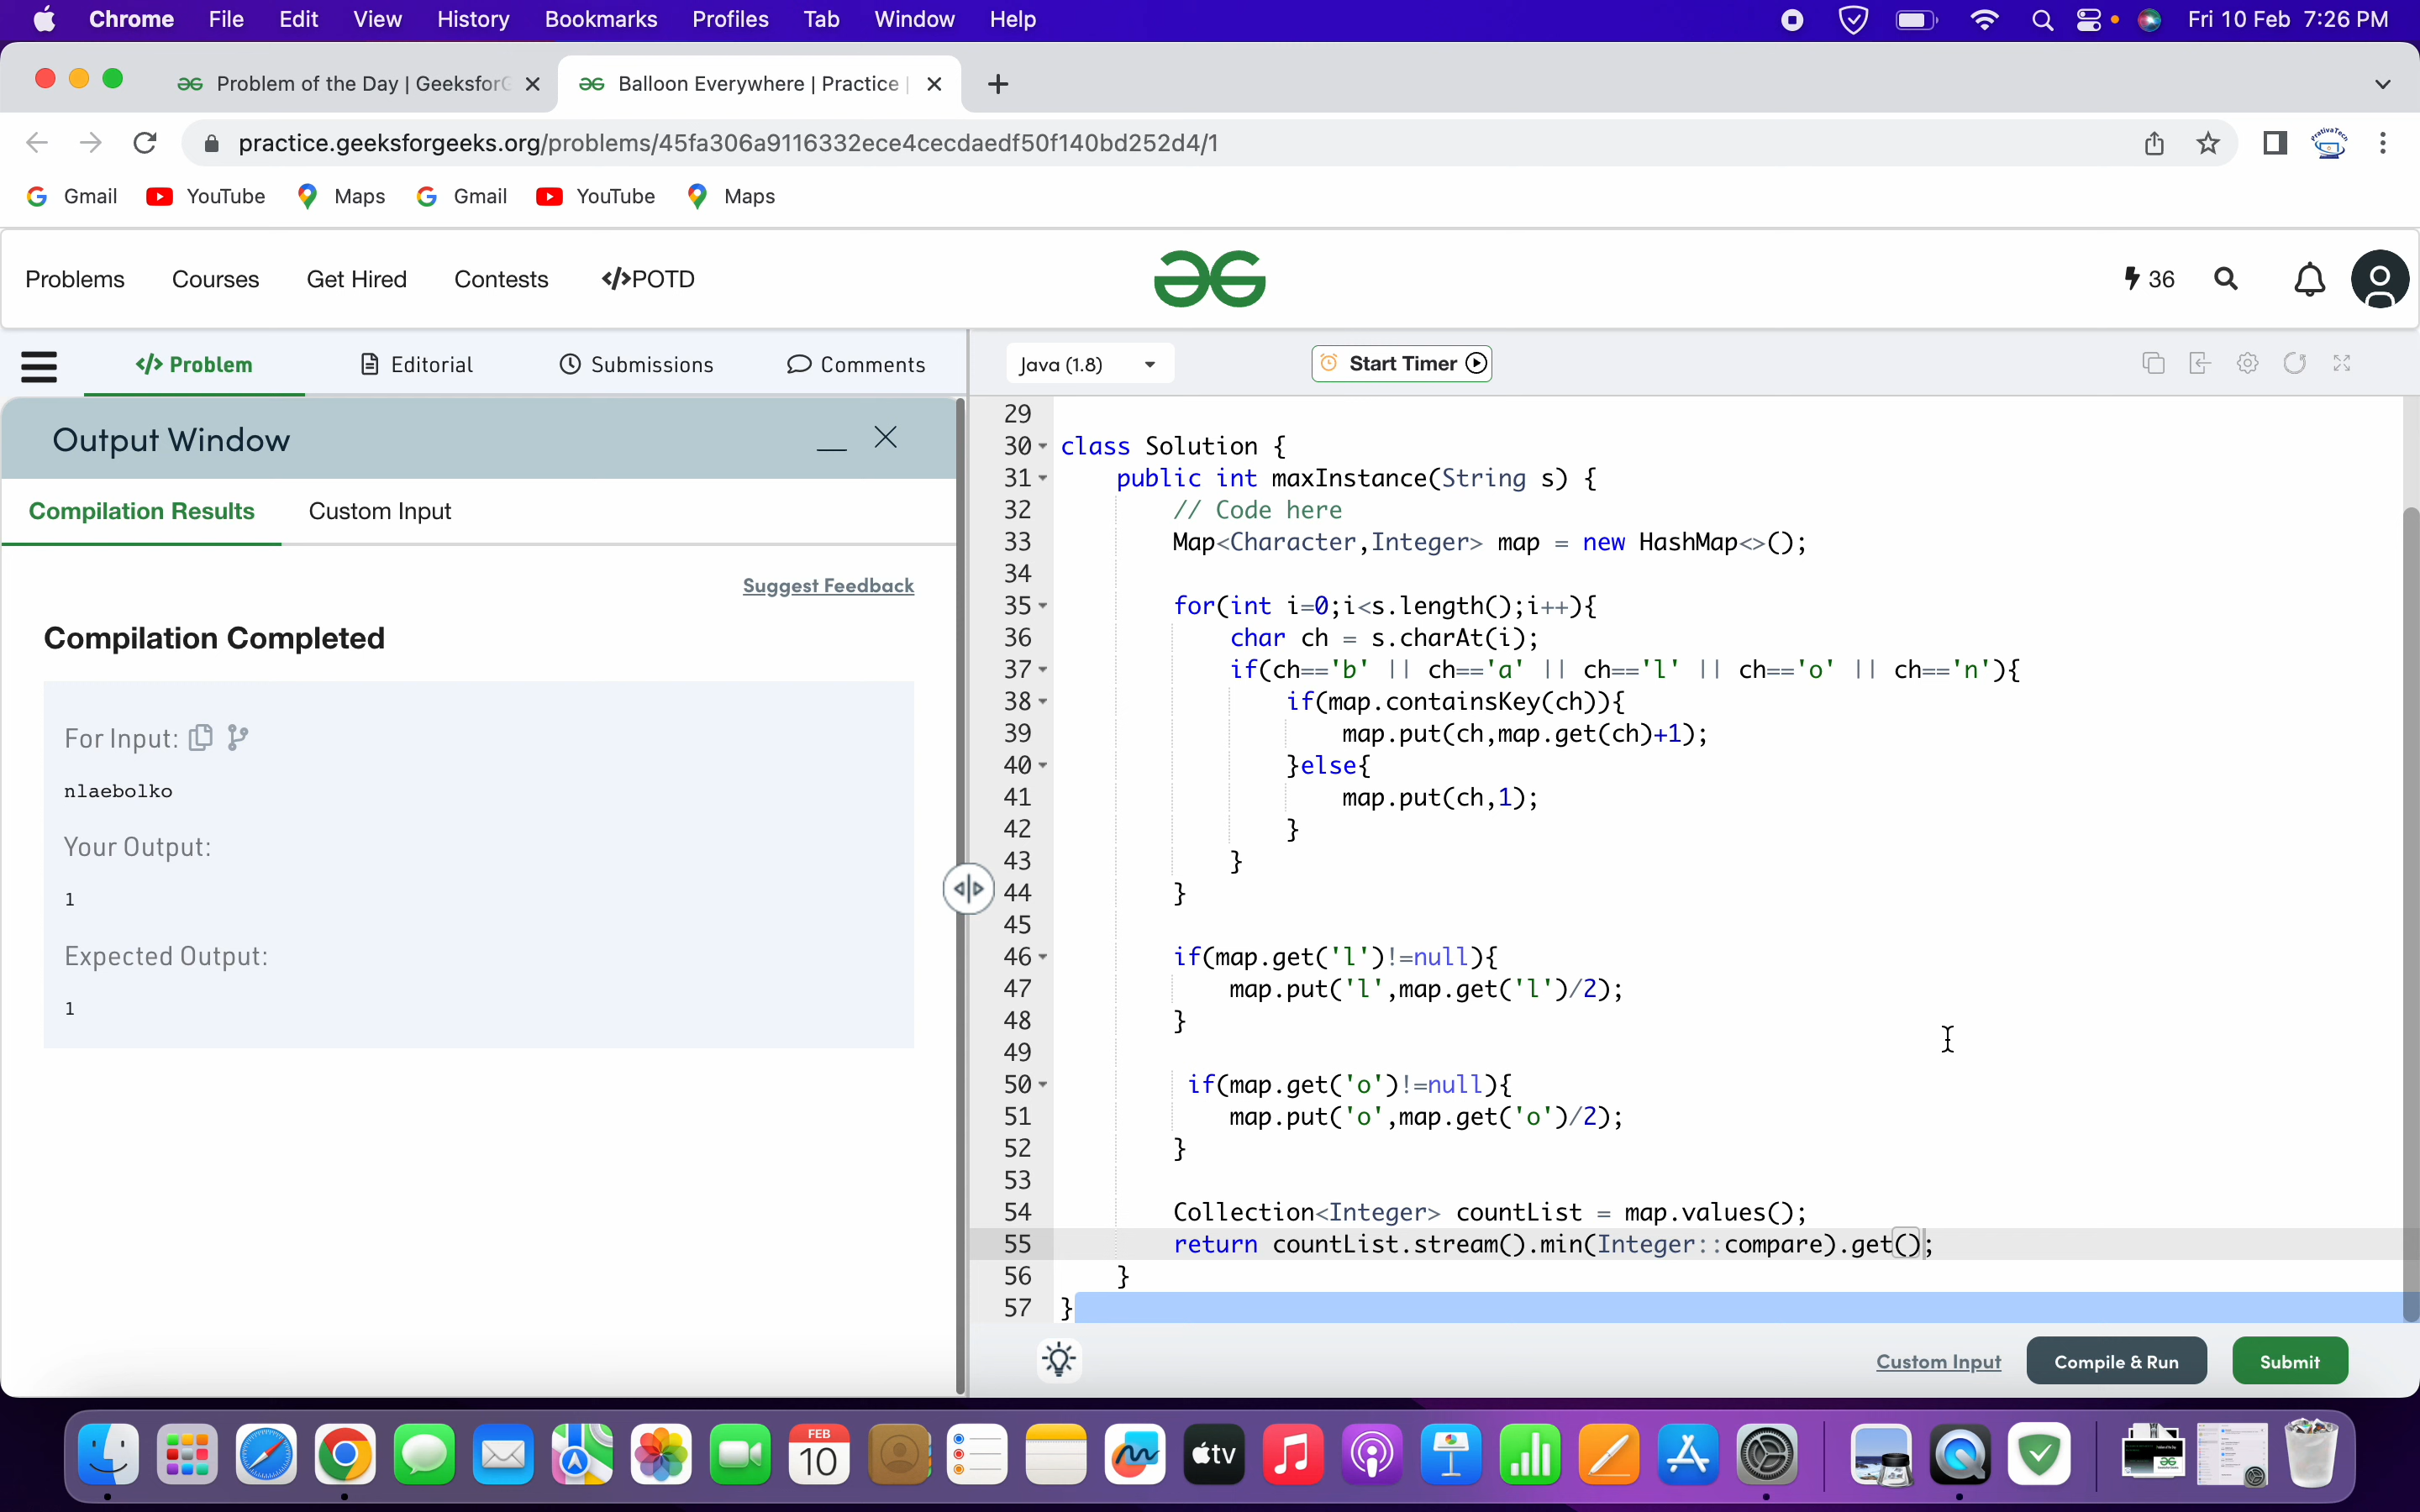 Chrome File Edit View History Bookmarks Profiles Tab Window Help Fri 10 Feb 7:26 PM
Problem of the Day | Geeksfor Balloon Everywhere | Practice
practice.geeksforgeeks.org/problems/45fa306a9116332ece4cecdaedf50f140bd252d4/1
Gmail YouTube Maps Gmail YouTube Maps
Problems Courses Get Hired Contests </>POTD 36
</> Problem Editorial Submissions Comments Java (1.8) Start Timer
Output Window
Compilation Results Custom Input
Suggest Feedback
Compilation Completed
For Input:
nlaebolko
Your Output:
1
Expected Output:
1
29
30 class Solution {
31 public int maxInstance(String s) {
32 // Code here
33 Map<Character,Integer> map = new HashMap<>();
34
35 for(int i=0;i<s.length();i++){
36 char ch = s.charAt(i);
37 if(ch=='b' || ch=='a' || ch=='l' || ch=='o' || ch=='n'){
38 if(map.containsKey(ch)){
39 map.put(ch,map.get(ch)+1);
40 }else{
41 map.put(ch,1);
42 }
43 }
44 }
45
46 if(map.get('l')!=null){
47 map.put('l',map.get('l')/2);
48 }
49
50 if(map.get('o')!=null){
51 map.put('o',map.get('o')/2);
52 }
53
54 Collection<Integer> countList = map.values();
55 return countList.stream().min(Integer::compare).get();
56 }
57 }
Custom Input Compile & Run Submit
FEB
10
tv